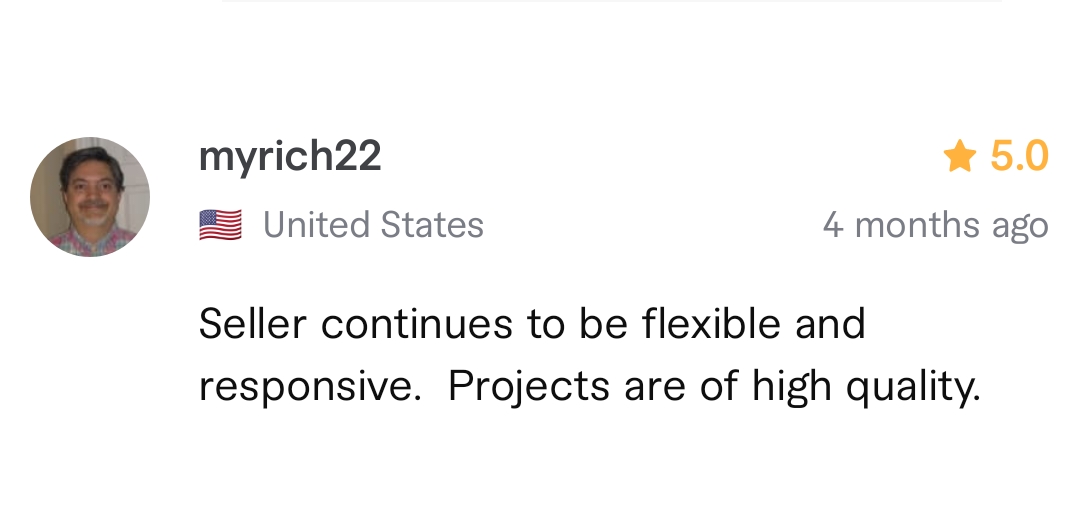 myrich22
5.0
United States
4 months ago
Seller continues to be flexible and
responsive.  Projects are of high quality.